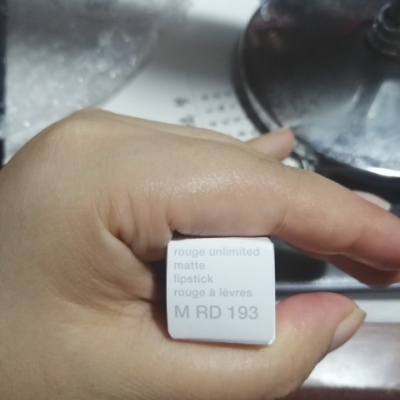 rouge unlimited
matte
lipstick
rouge à lèvres
M RD 193